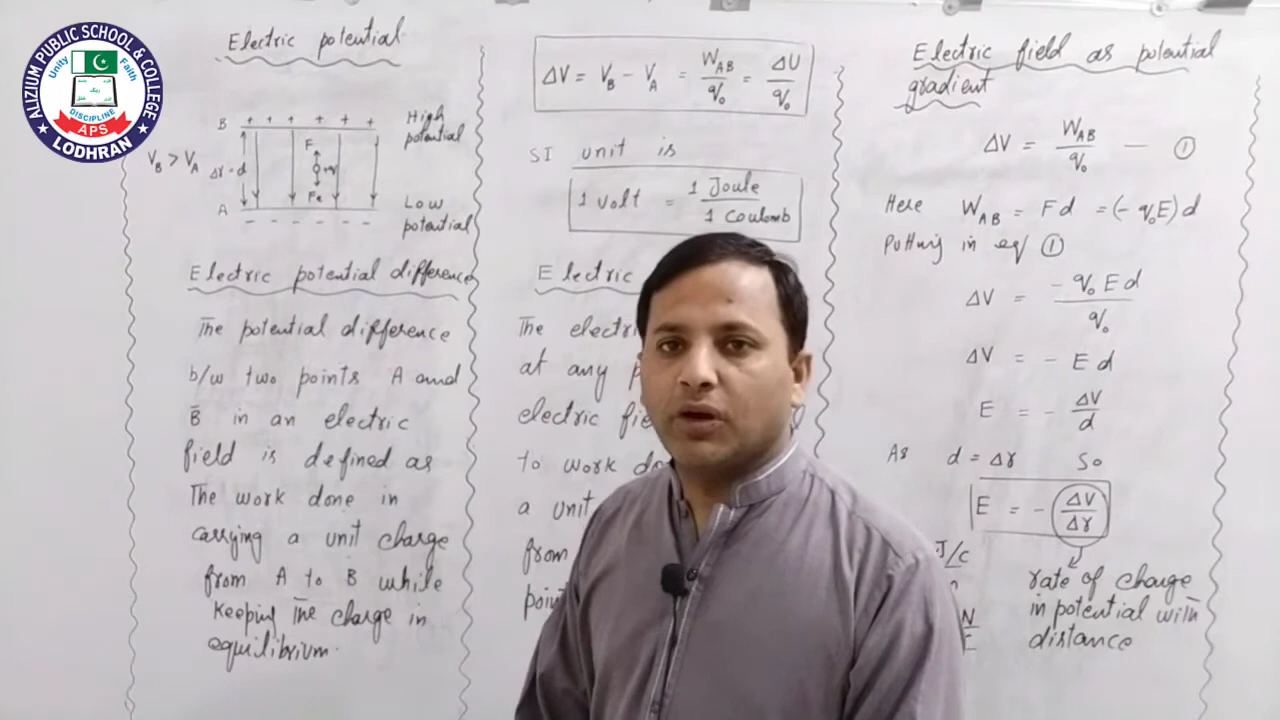 ALIZIUM PUBLIC SCHOOL & COLLEGE
Unity
Faith
DISCIPLINE
APS
LODHRAN
Electric potential
B + + + + + + High
potential
V_B > V_A Δr = d F +q
Fe
A Low
potential
- - - - - -
Electric potential difference
The potential difference
b/w two points A and
B in an electric
field is defined as
The work done in
carrying a unit charge
from A to B while
Keeping The charge in
equilibrium.
ΔV = V_B - V_A = W_AB/q₀ = ΔU/q₀
SI unit is
1 volt = 1 Joule/1 Coulomb
Electric
The electri
at any p
electric fie
to work do
a unit
from
poin
Electric field as potential
gradient
ΔV = W_AB/q₀ — ①
Here W_AB = Fd = (- q₀E) d
Putting in eq ①
ΔV = - q₀ E d/q₀
ΔV = - E d
E = - ΔV/d
As d = Δr So
E = - ΔV/Δr
J/C
N
rate of change
in potential with
distance